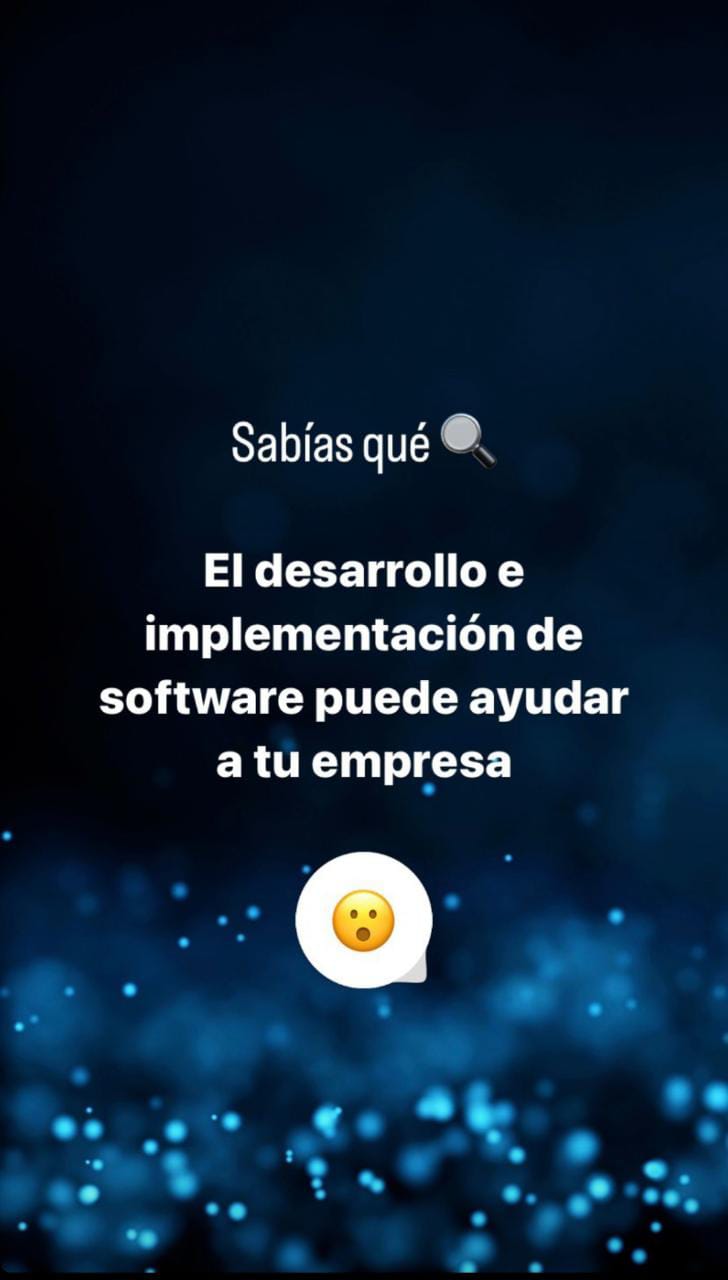 Sabías qué 🔍
El desarrollo e
implementación de
software puede ayudar
a tu empresa
😮